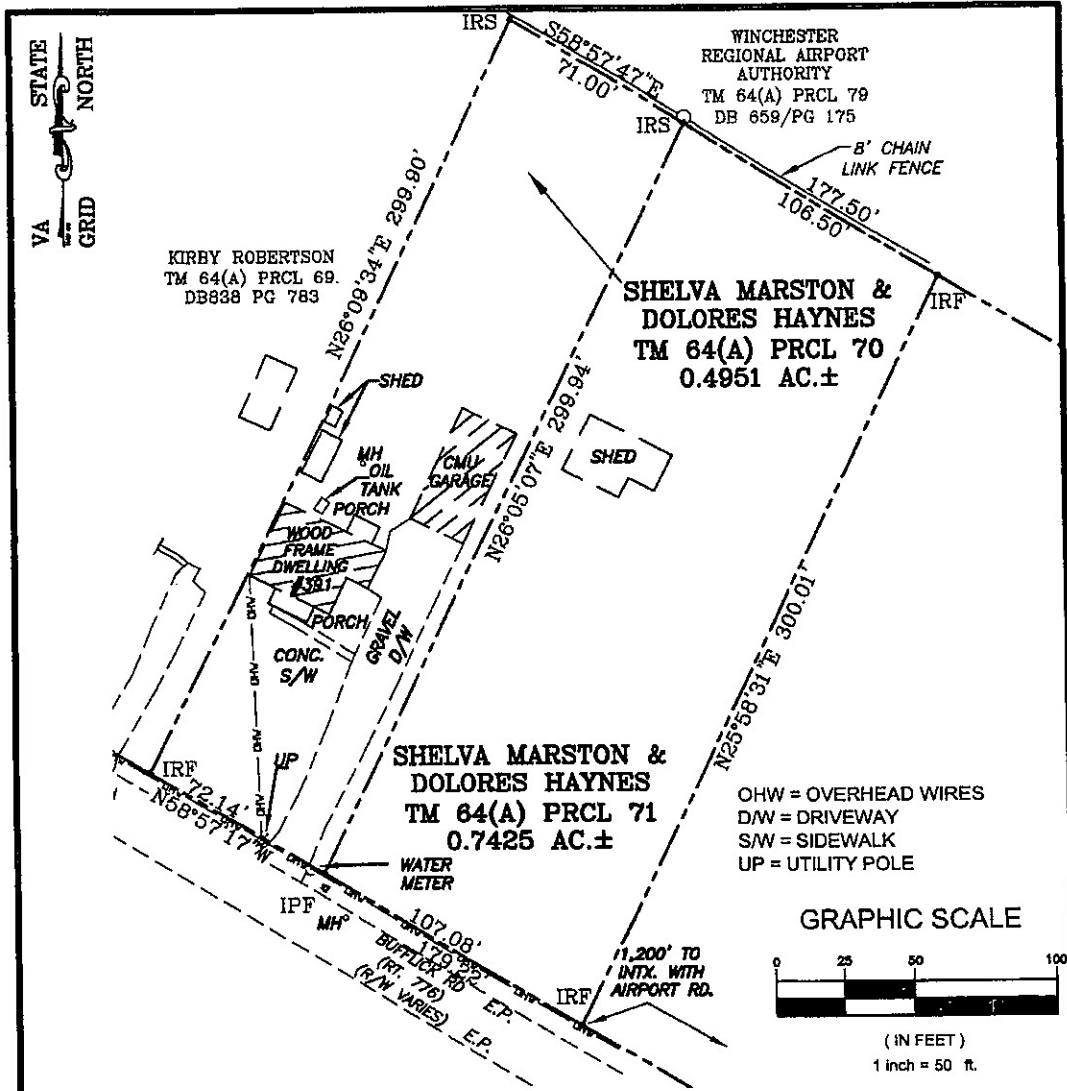 VA STATE
GRID NORTH
IRS
S58°57'47"E
71.00'
WINCHESTER
REGIONAL AIRPORT
AUTHORITY
TM 64(A) PRCL 79
DB 659/PG 175
IRS
8' CHAIN
LINK FENCE
177.50'
106.50'
IRF
N26°09'34"E 299.90'
KIRBY ROBERTSON
TM 64(A) PRCL 69.
DB838 PG 783
SHELVA MARSTON &
DOLORES HAYNES
TM 64(A) PRCL 70
0.4951 AC.±
SHED
MH
OIL
TANK
PORCH
CMU
GARAGE
N26°05'07"E 299.94'
SHED
WOOD
FRAME
DWELLING
#391
PORCH
GRAVEL
D/W
CONC.
S/W
OHW
OHW
OHW
OHW
N25°58'31"E 300.01'
IRF
UP
72.14'
N58°57'17"W
SHELVA MARSTON &
DOLORES HAYNES
TM 64(A) PRCL 71
0.7425 AC.±
WATER
METER
IPF
MH
107.08'
179.22'
BUFFLICK RD
(RT. 776)
(R/W VARIES)
E.P.
E.P.
IRF
1,200' TO
INTX. WITH
AIRPORT RD.
OHW = OVERHEAD WIRES
D/W = DRIVEWAY
S/W = SIDEWALK
UP = UTILITY POLE
GRAPHIC SCALE
0 25 50 100
( IN FEET )
1 inch = 50 ft.